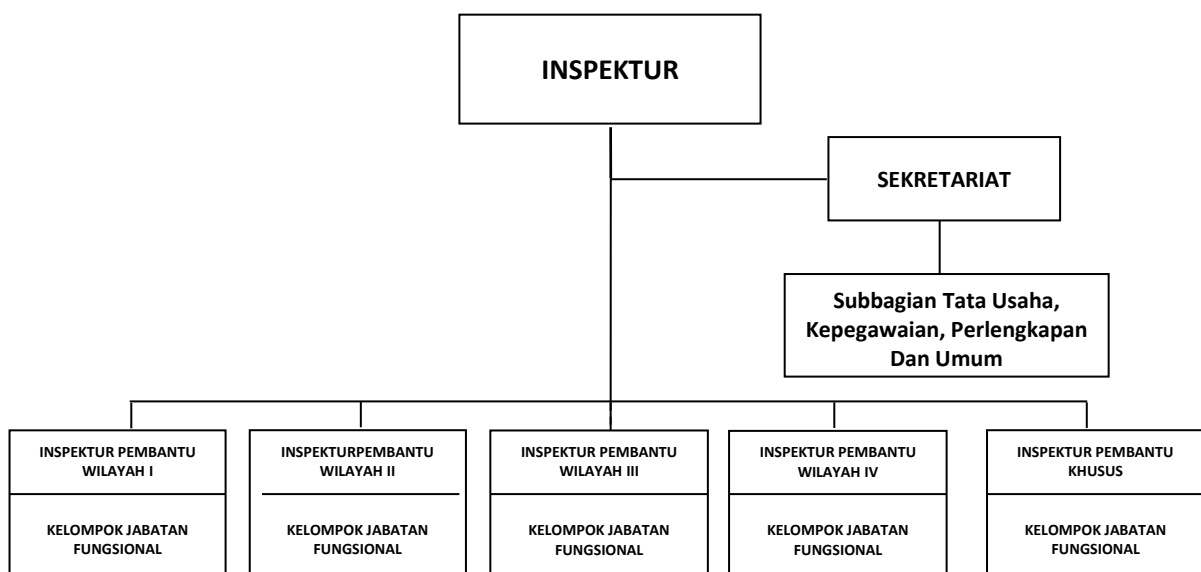 INSPEKTUR
SEKRETARIAT
Subbagian Tata Usaha,
Kepegawaian, Perlengkapan
Dan Umum
INSPEKTUR PEMBANTU
WILAYAH I
KELOMPOK JABATAN
FUNGSIONAL
INSPEKTURPEMBANTU
WILAYAH II
KELOMPOK JABATAN
FUNGSIONAL
INSPEKTUR PEMBANTU
WILAYAH III
KELOMPOK JABATAN
FUNGSIONAL
INSPEKTUR PEMBANTU
WILAYAH IV
KELOMPOK JABATAN
FUNGSIONAL
INSPEKTUR PEMBANTU
KHUSUS
KELOMPOK JABATAN
FUNGSIONAL